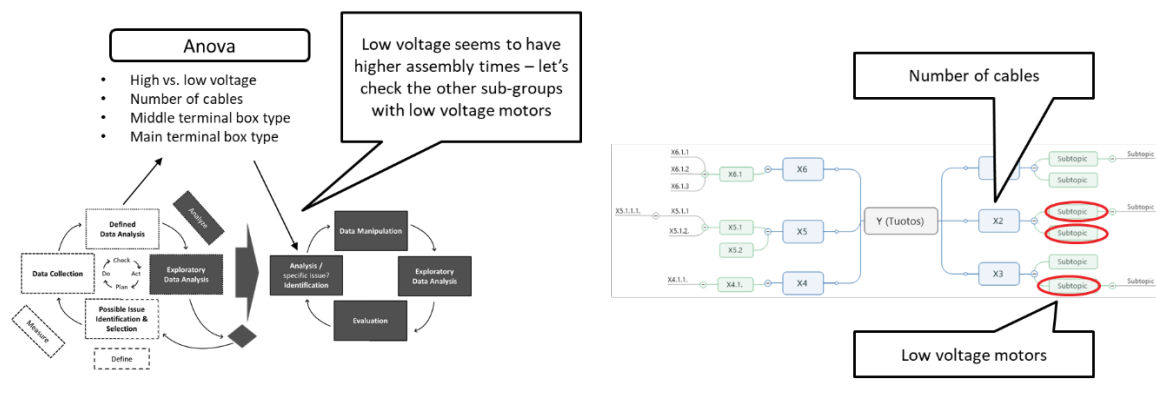 Anova
• High vs. low voltage
• Number of cables
• Middle terminal box type
• Main terminal box type
Low voltage seems to have
higher assembly times – let's
check the other sub-groups
with low voltage motors
Defined
Data Analysis
Analyze
Data Collection
Check
Do
Act
Plan
Exploratory
Data Analysis
Possible Issue
Identification &
Selection
Measure
Define
Data Manipulation
Analysis /
specific issue?
Identification
Exploratory
Data Analysis
Evaluation
Number of cables
X6.1.1
X6.1.2
X6.1.3
X6.1
X6
X5.1.1.1.
X5.1.1
X5.1.2.
X5.1
X5.2
X5
X4.1.1.
X4.1.
X4
Y (Tuotos)
Subtopic
Subtopic
Subtopic
X2
Subtopic
Subtopic
Subtopic
X3
Subtopic
Subtopic
Subtopic
Low voltage motors